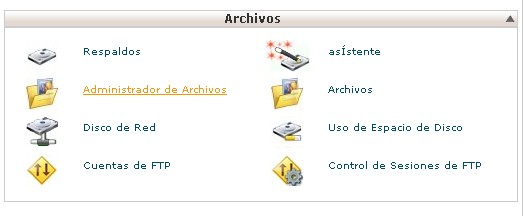 Archivos
Respaldos
asÍstente
Administrador de Archivos
Archivos
Disco de Red
Uso de Espacio de Disco
Cuentas de FTP
Control de Sesiones de FTP